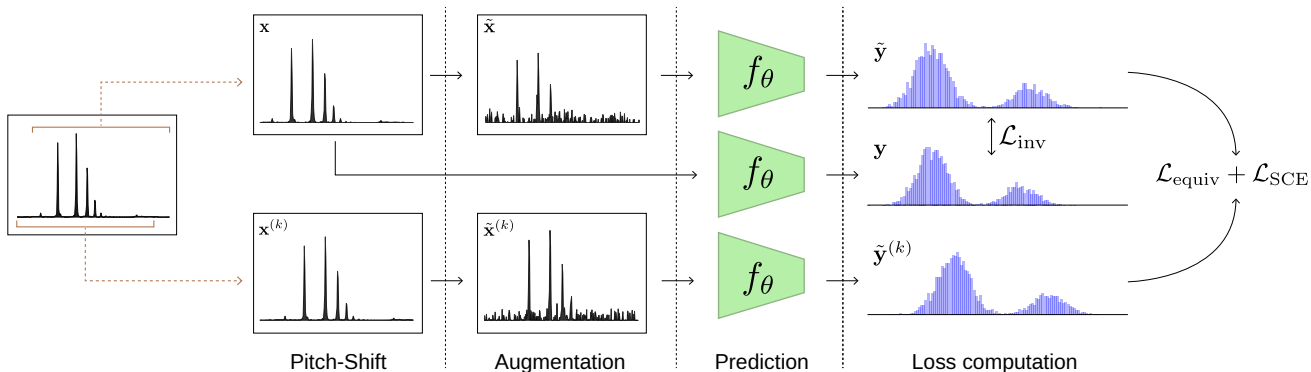 x
x̃
f_θ
ỹ
ℒ_inv
f_θ
y
ℒ_equiv + ℒ_SCE
x^(k)
x̃^(k)
f_θ
ỹ^(k)
Pitch-Shift
Augmentation
Prediction
Loss computation